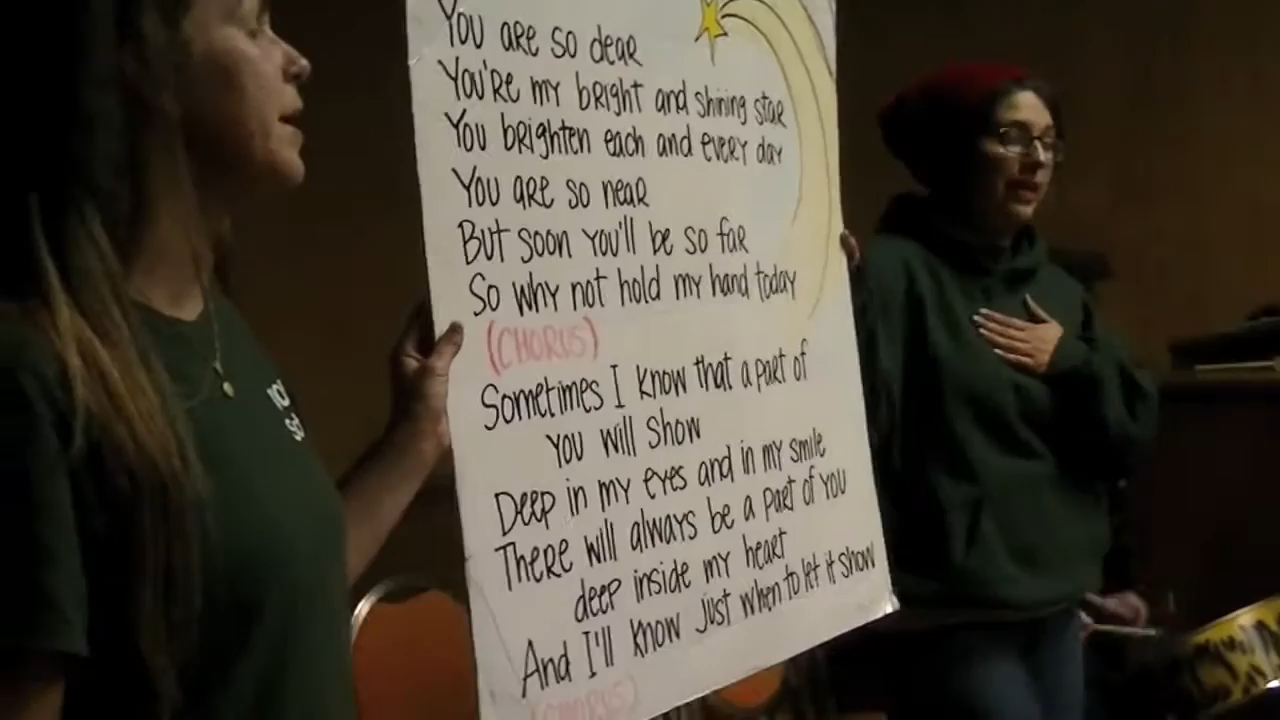 You are so dear
You're my bright and shining star
You brighten each and every day
You are so near
But soon you'll be so far
So why not hold my hand today
(CHORUS)
Sometimes I know that a part of
you will show
Deep in my eyes and in my smile
There will always be a part of you
deep inside my heart
And I'll know just when to let it show
(CHORUS)